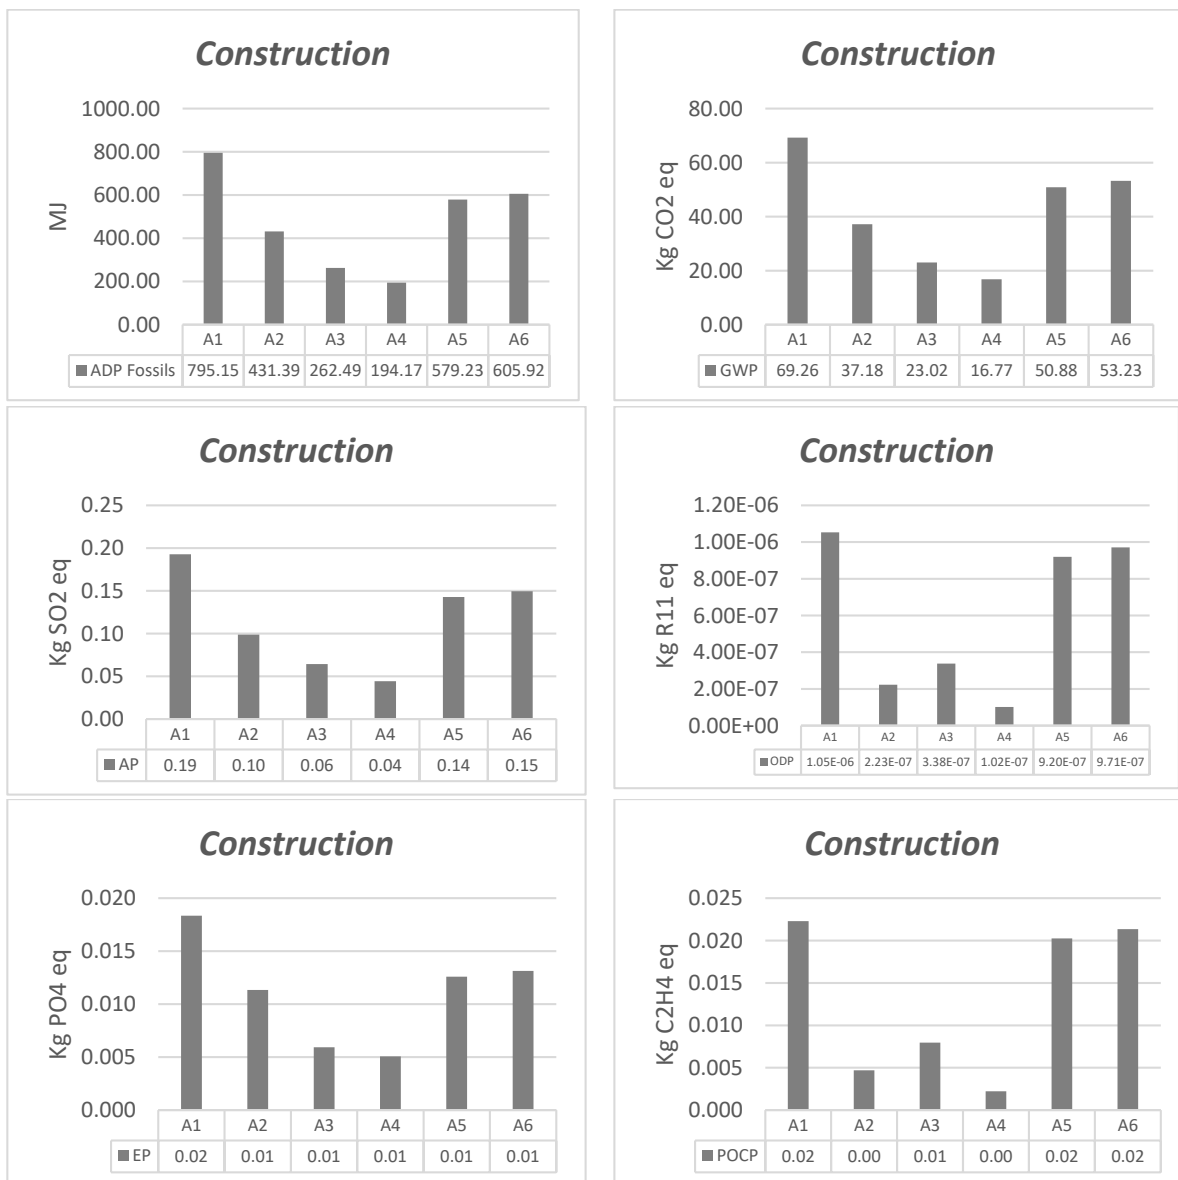 Construction
MJ
1000.00
800.00
600.00
400.00
200.00
0.00
A1 A2 A3 A4 A5 A6
ADP Fossils 795.15 431.39 262.49 194.17 579.23 605.92
Construction
Kg CO2 eq
80.00
60.00
40.00
20.00
0.00
A1 A2 A3 A4 A5 A6
GWP 69.26 37.18 23.02 16.77 50.88 53.23
Construction
Kg SO2 eq
0.25
0.20
0.15
0.10
0.05
0.00
A1 A2 A3 A4 A5 A6
AP 0.19 0.10 0.06 0.04 0.14 0.15
Construction
Kg R11 eq
1.20E-06
1.00E-06
8.00E-07
6.00E-07
4.00E-07
2.00E-07
0.00E+00
A1 A2 A3 A4 A5 A6
ODP 1.05E-06 2.23E-07 3.38E-07 1.02E-07 9.20E-07 9.71E-07
Construction
Kg PO4 eq
0.020
0.015
0.010
0.005
0.000
A1 A2 A3 A4 A5 A6
EP 0.02 0.01 0.01 0.01 0.01 0.01
Construction
Kg C2H4 eq
0.025
0.020
0.015
0.010
0.005
0.000
A1 A2 A3 A4 A5 A6
POCP 0.02 0.00 0.01 0.00 0.02 0.02